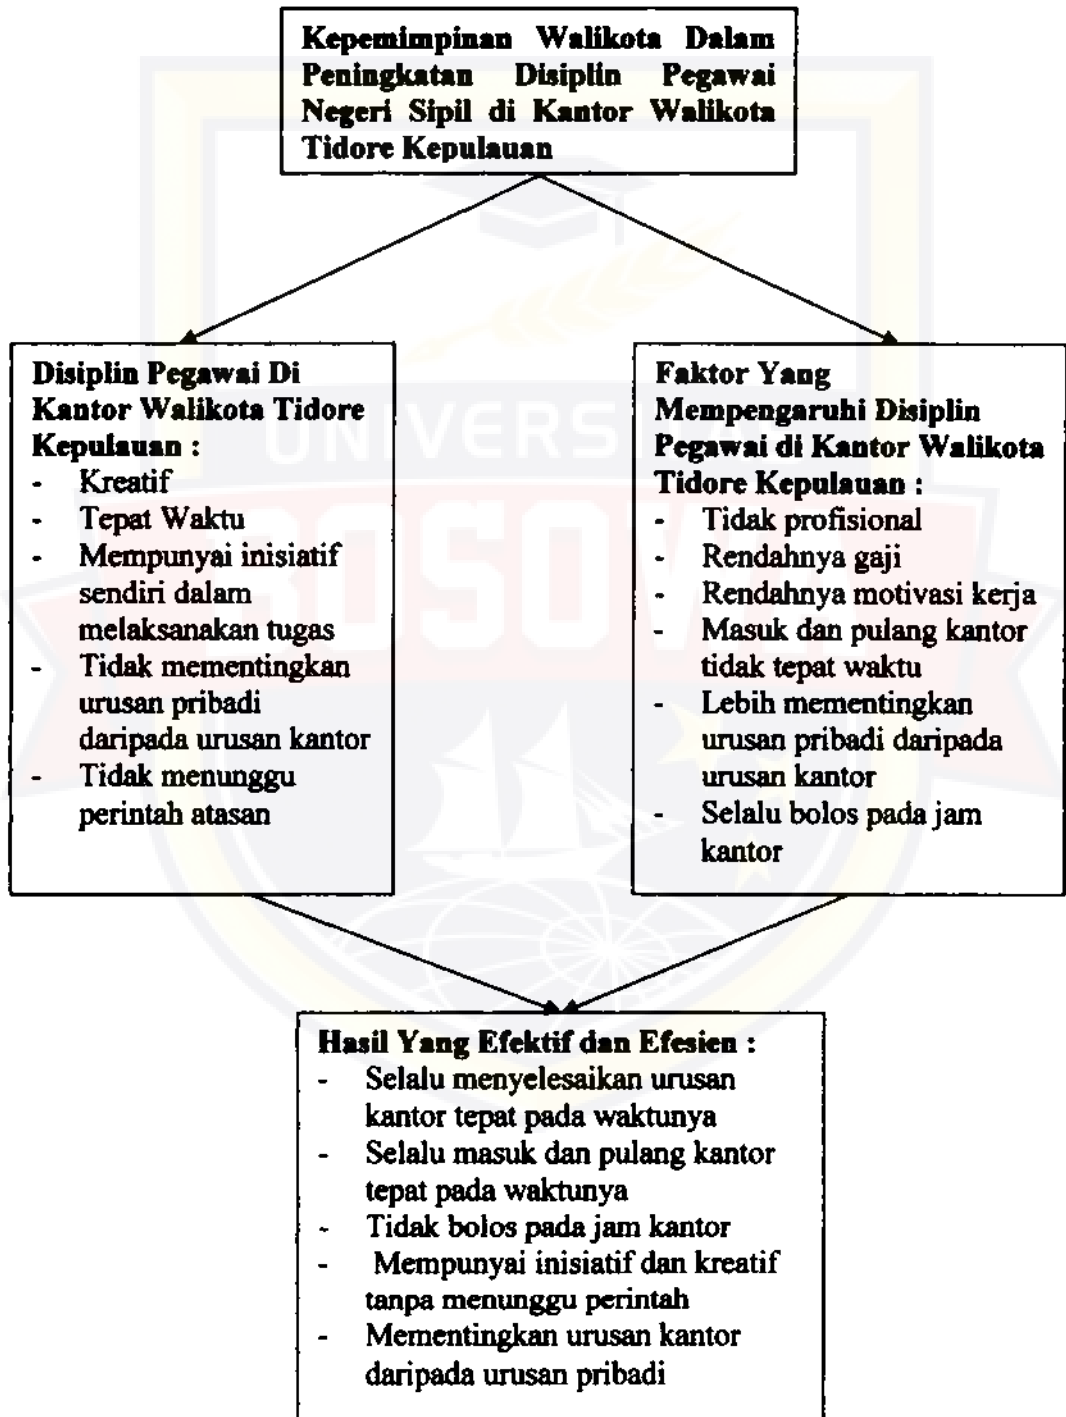 Kepemimpinan Walikota Dalam
Peningkatan Disiplin Pegawai
Negeri Sipil di Kantor Walikota
Tidore Kepulauan
Disiplin Pegawai Di
Kantor Walikota Tidore
Kepulauan :
- Kreatif
- Tepat Waktu
- Mempunyai inisiatif
sendiri dalam
melaksanakan tugas
- Tidak mementingkan
urusan pribadi
daripada urusan kantor
- Tidak menunggu
perintah atasan
Faktor Yang
Mempengaruhi Disiplin
Pegawai di Kantor Walikota
Tidore Kepulauan :
- Tidak profisional
- Rendahnya gaji
- Rendahnya motivasi kerja
- Masuk dan pulang kantor
tidak tepat waktu
- Lebih mementingkan
urusan pribadi daripada
urusan kantor
- Selalu bolos pada jam
kantor
Hasil Yang Efektif dan Efesien :
- Selalu menyelesaikan urusan
kantor tepat pada waktunya
- Selalu masuk dan pulang kantor
tepat pada waktunya
- Tidak bolos pada jam kantor
- Mempunyai inisiatif dan kreatif
tanpa menunggu perintah
- Mementingkan urusan kantor
daripada urusan pribadi
UNIVERSITAS
BOSOWA